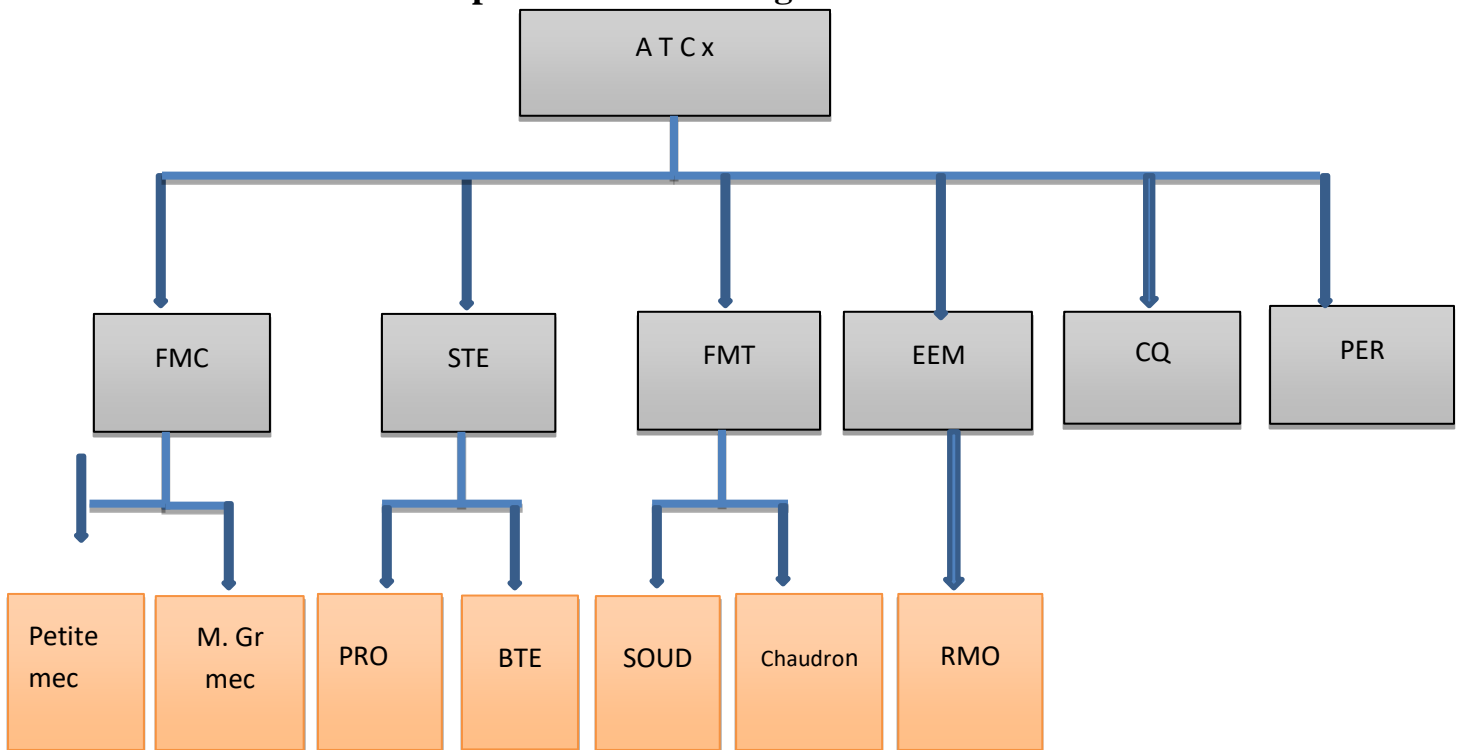 A T C x
FMC
STE
FMT
EEM
CQ
PER
Petite
mec
M. Gr
mec
PRO
BTE
SOUD
Chaudron
RMO